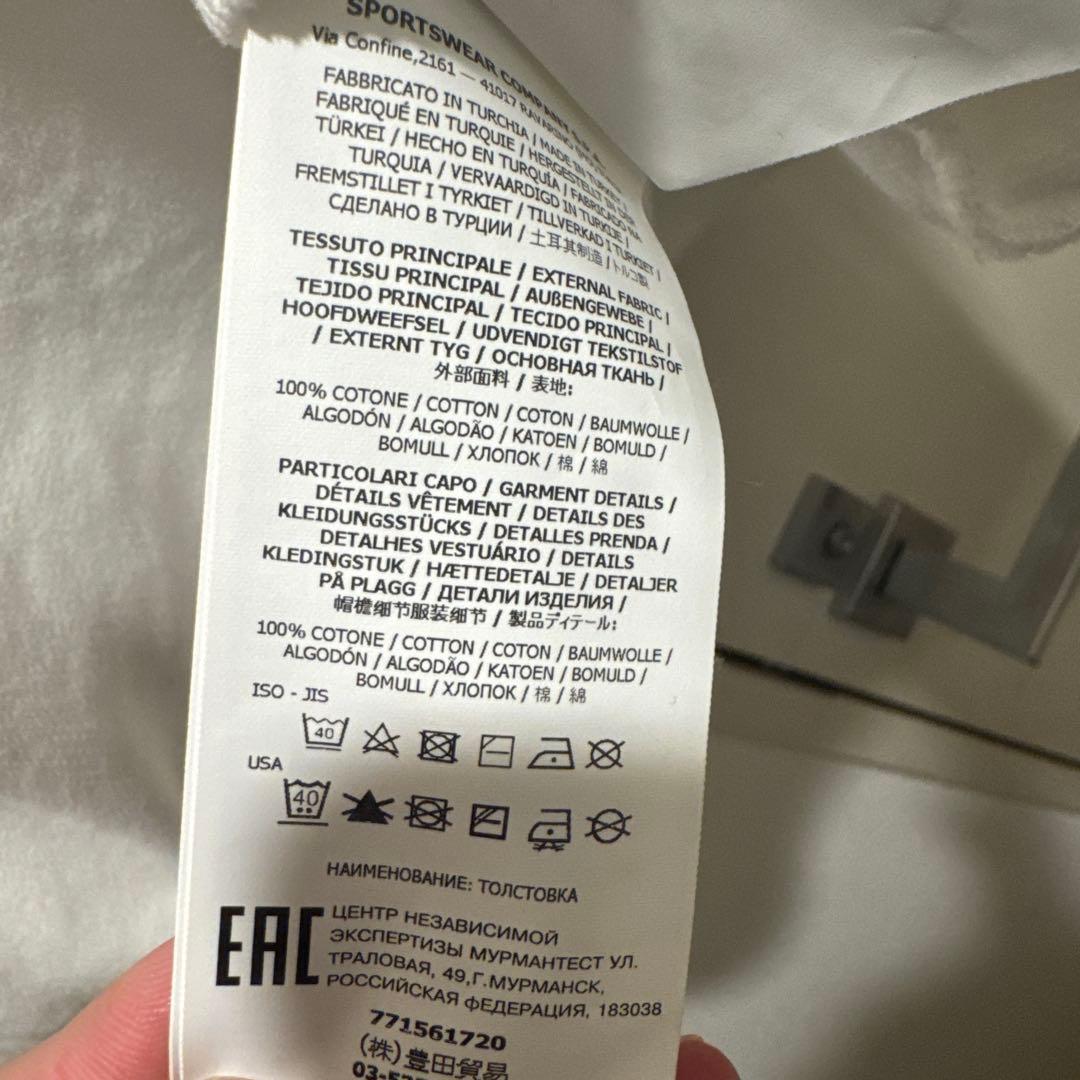 SPORTSWEAR COMPANY S.P.A.
Via Confine,2161 — 41017 RAVARINO
FABBRICATO IN TURCHIA / MADE IN TURKEY /
FABRIQUÉ EN TURQUIE / HERGESTELLT IN DER
TÜRKEI / HECHO EN TURQUÍA / FABRICADO NA
TURQUIA / VERVAARDIGD IN TURKIJE /
FREMSTILLET I TYRKIET / TILLVERKAD I TURKIET /
СДЕЛАНО В ТУРЦИИ / 土耳其制造 / トルコ製
TESSUTO PRINCIPALE / EXTERNAL FABRIC /
TISSU PRINCIPAL / AUßENGEWEBE /
TEJIDO PRINCIPAL / TECIDO PRINCIPAL /
HOOFDWEEFSEL / UDVENDIGT TEKSTILSTOF
/ EXTERNT TYG / ОСНОВНАЯ ТКАНЬ /
外部面料 / 表地:
100% COTONE / COTTON / COTON / BAUMWOLLE /
ALGODÓN / ALGODÃO / KATOEN / BOMULD /
BOMULL / ХЛОПОК / 棉 / 綿
PARTICOLARI CAPO / GARMENT DETAILS /
DÉTAILS VÊTEMENT / DETAILS DES
KLEIDUNGSSTÜCKS / DETALLES PRENDA /
DETALHES VESTUÁRIO / DETAILS
KLEDINGSTUK / HÆTTEDETALJE / DETALJER
PÅ PLAGG / ДЕТАЛИ ИЗДЕЛИЯ /
帽檐细节服装细节 / 製品ディテール:
100% COTONE / COTTON / COTON / BAUMWOLLE /
ALGODÓN / ALGODÃO / KATOEN / BOMULD /
BOMULL / ХЛОПОК / 棉 / 綿
ISO - JIS
40
USA
40
НАИМЕНОВАНИЕ: ТОЛСТОВКА
EAC
ЦЕНТР НЕЗАВИСИМОЙ
ЭКСПЕРТИЗЫ МУРМАНТЕСТ УЛ.
ТРАЛОВАЯ, 49,Г.МУРМАНСК,
РОССИЙСКАЯ ФЕДЕРАЦИЯ, 183038
771561720
(株)豊田貿易